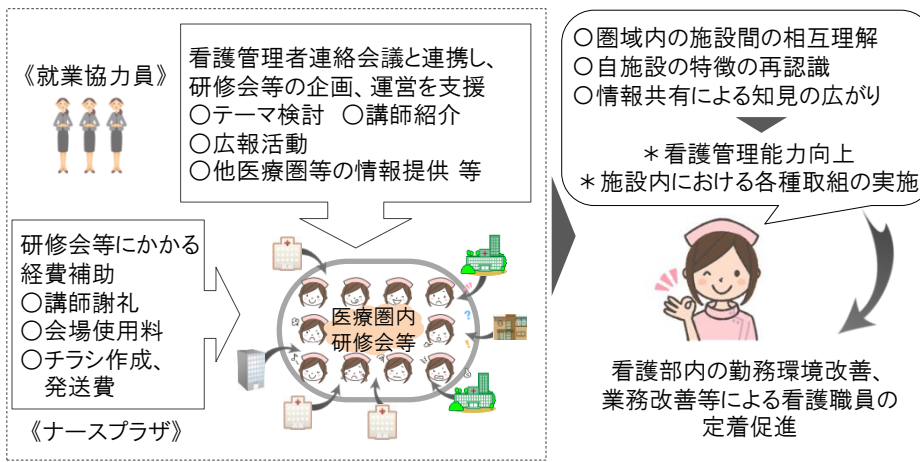 《就業協力員》
看護管理者連絡会議と連携し、
研修会等の企画、運営を支援
○テーマ検討　○講師紹介
○広報活動
○他医療圏等の情報提供 等
研修会等にかかる
経費補助
○講師謝礼
○会場使用料
○チラシ作成、
発送費
《ナースプラザ》
医療圏内
研修会等
○圏域内の施設間の相互理解
○自施設の特徴の再認識
○情報共有による知見の広がり
＊看護管理能力向上
＊施設内における各種取組の実施
看護部内の勤務環境改善、
業務改善等による看護職員の
定着促進